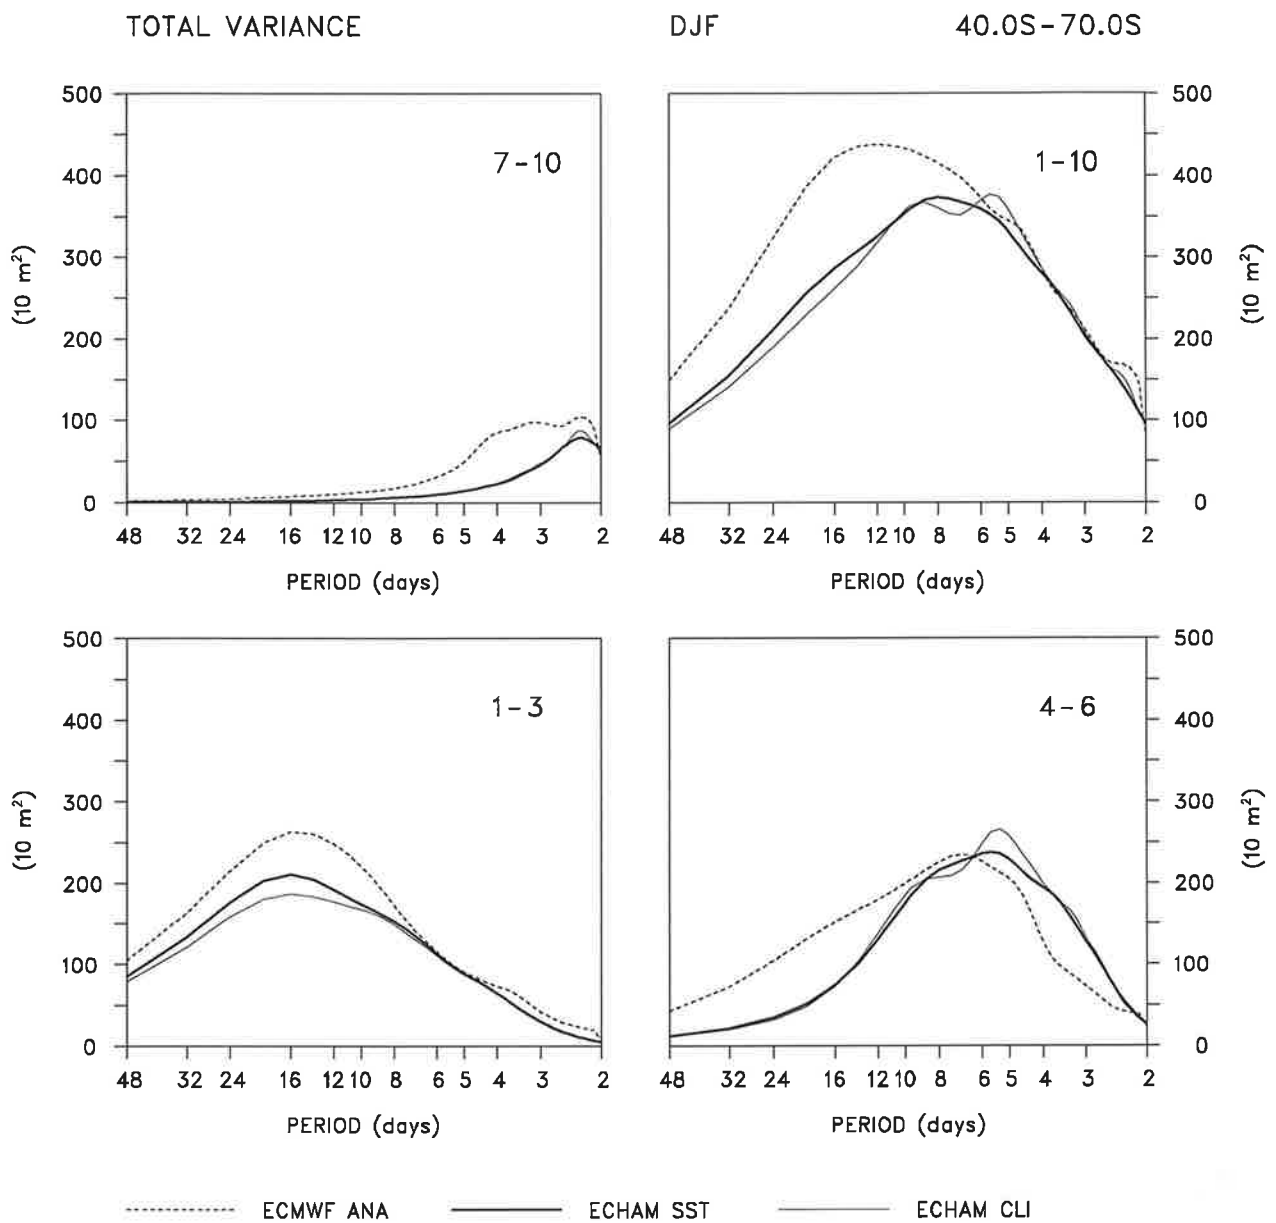 TOTAL VARIANCE DJF 40.0S-70.0S
500 500
7-10 1-10
400 400
300 300
(10 m²) (10 m²)
200 200
100 100
0 0
48 32 24 16 12 10 8 6 5 4 3 2 48 32 24 16 12 10 8 6 5 4 3 2
PERIOD (days) PERIOD (days)
500 500
1-3 4-6
400 400
300 300
(10 m²) (10 m²)
200 200
100 100
0 0
48 32 24 16 12 10 8 6 5 4 3 2 48 32 24 16 12 10 8 6 5 4 3 2
PERIOD (days) PERIOD (days)
ECMWF ANA ECHAM SST ECHAM CLI